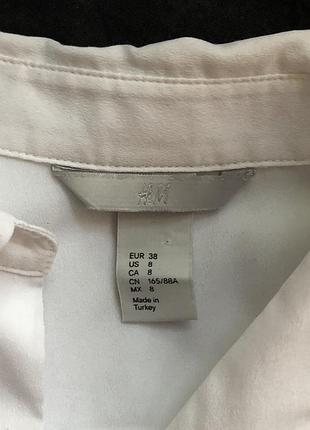 H&M
EUR 38
US 8
CA 8
CN 165/88A
MX 8
Made in
Turkey